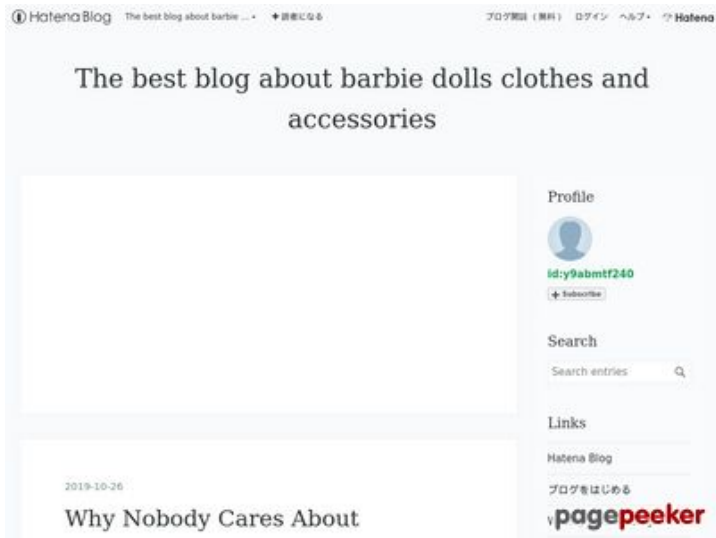 Hatena Blog The best blog about barbie ... ▾ +読者になる ブログ開設（無料） ログイン ヘルプ▾ Hatena
The best blog about barbie dolls clothes and
accessories
Profile
id:y9abmtf240
+ Subscribe
Search
Search entries
Links
Hatena Blog
ブログをはじめる
pagepeeker
2019-10-26
Why Nobody Cares About